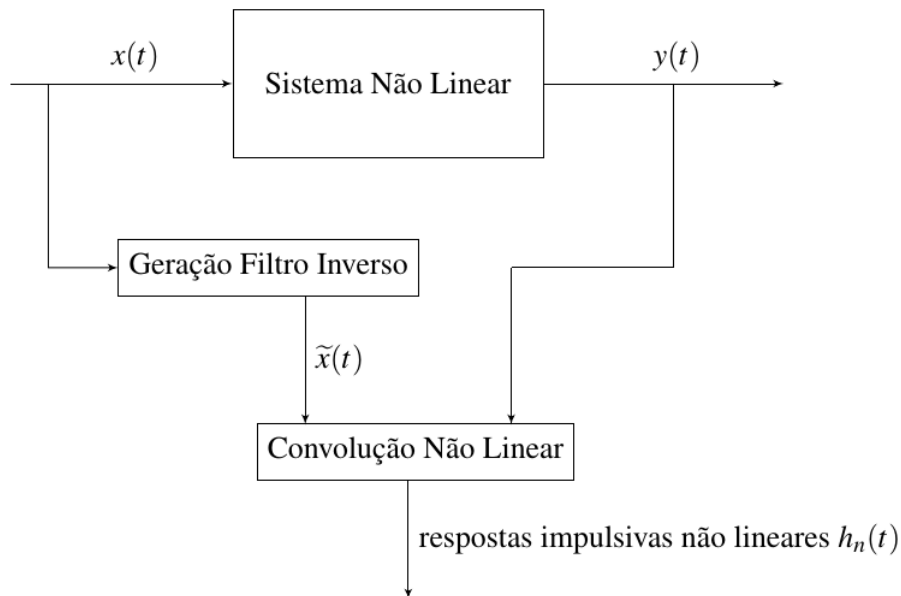 x(t)
Sistema Não Linear
y(t)
Geração Filtro Inverso
x̃(t)
Convolução Não Linear
respostas impulsivas não lineares hₙ(t)